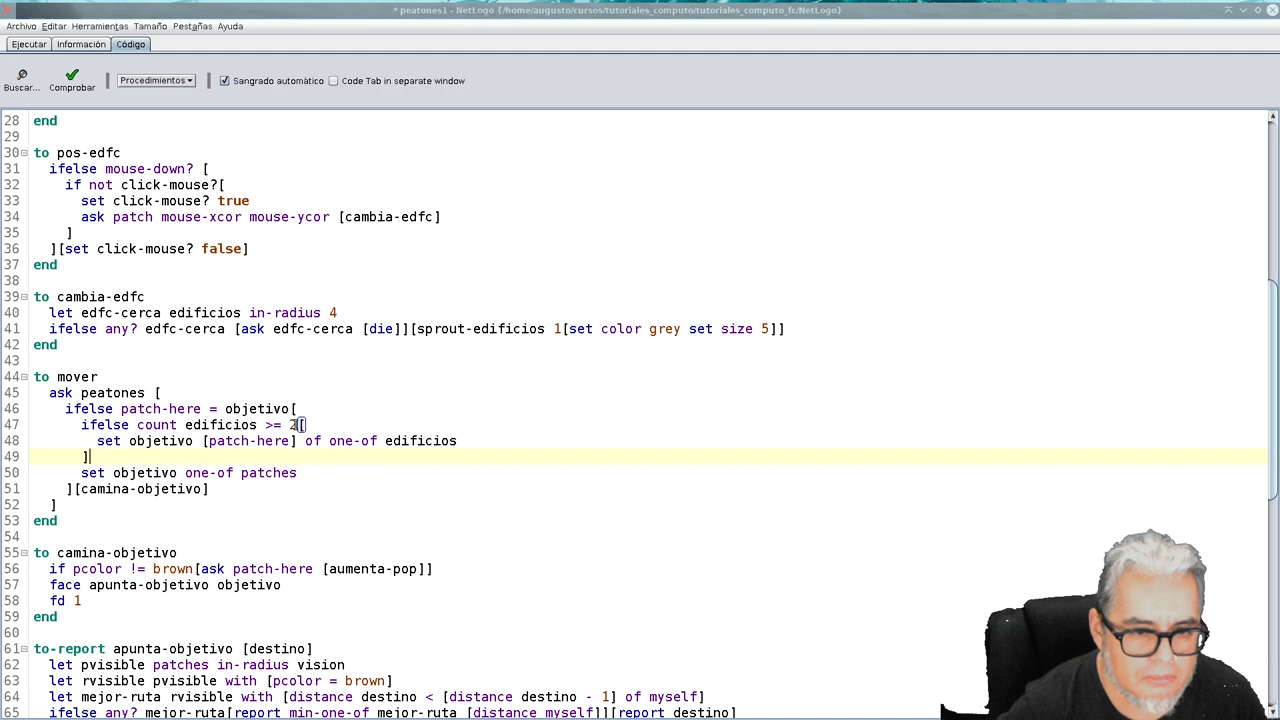 * peatones1 - NetLogo {/home/augusto/cursos/tutoriales_computo/tutoriales_computo_fc/NetLogo}
Archivo Editar Herramientas Tamaño Pestañas Ayuda
Ejecutar Información Código
Buscar... Comprobar Procedimientos Sangrado automático Code Tab in separate window
28 end
29
30 to pos-edfc
31 ifelse mouse-down? [
32 if not click-mouse?[
33 set click-mouse? true
34 ask patch mouse-xcor mouse-ycor [cambia-edfc]
35 ]
36 ][set click-mouse? false]
37 end
38
39 to cambia-edfc
40 let edfc-cerca edificios in-radius 4
41 ifelse any? edfc-cerca [ask edfc-cerca [die]][sprout-edificios 1[set color grey set size 5]]
42 end
43
44 to mover
45 ask peatones [
46 ifelse patch-here = objetivo[
47 ifelse count edificios >= 2[
48 set objetivo [patch-here] of one-of edificios
49 ]
50 set objetivo one-of patches
51 ][camina-objetivo]
52 ]
53 end
54
55 to camina-objetivo
56 if pcolor != brown[ask patch-here [aumenta-pop]]
57 face apunta-objetivo objetivo
58 fd 1
59 end
60
61 to-report apunta-objetivo [destino]
62 let pvisible patches in-radius vision
63 let rvisible pvisible with [pcolor = brown]
64 let mejor-ruta rvisible with [distance destino < [distance destino - 1] of myself]
65 ifelse any? mejor-ruta[report min-one-of mejor-ruta [distance myself]][report destino]